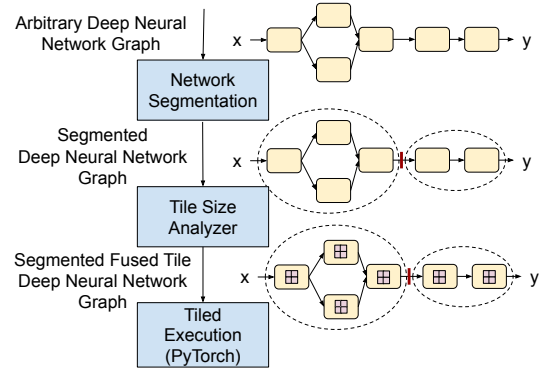 Arbitrary Deep Neural
Network Graph
x
y
Network
Segmentation
Segmented
Deep Neural Network
Graph
x
y
Tile Size
Analyzer
Segmented Fused Tile
Deep Neural Network
Graph
x
y
Tiled
Execution
(PyTorch)